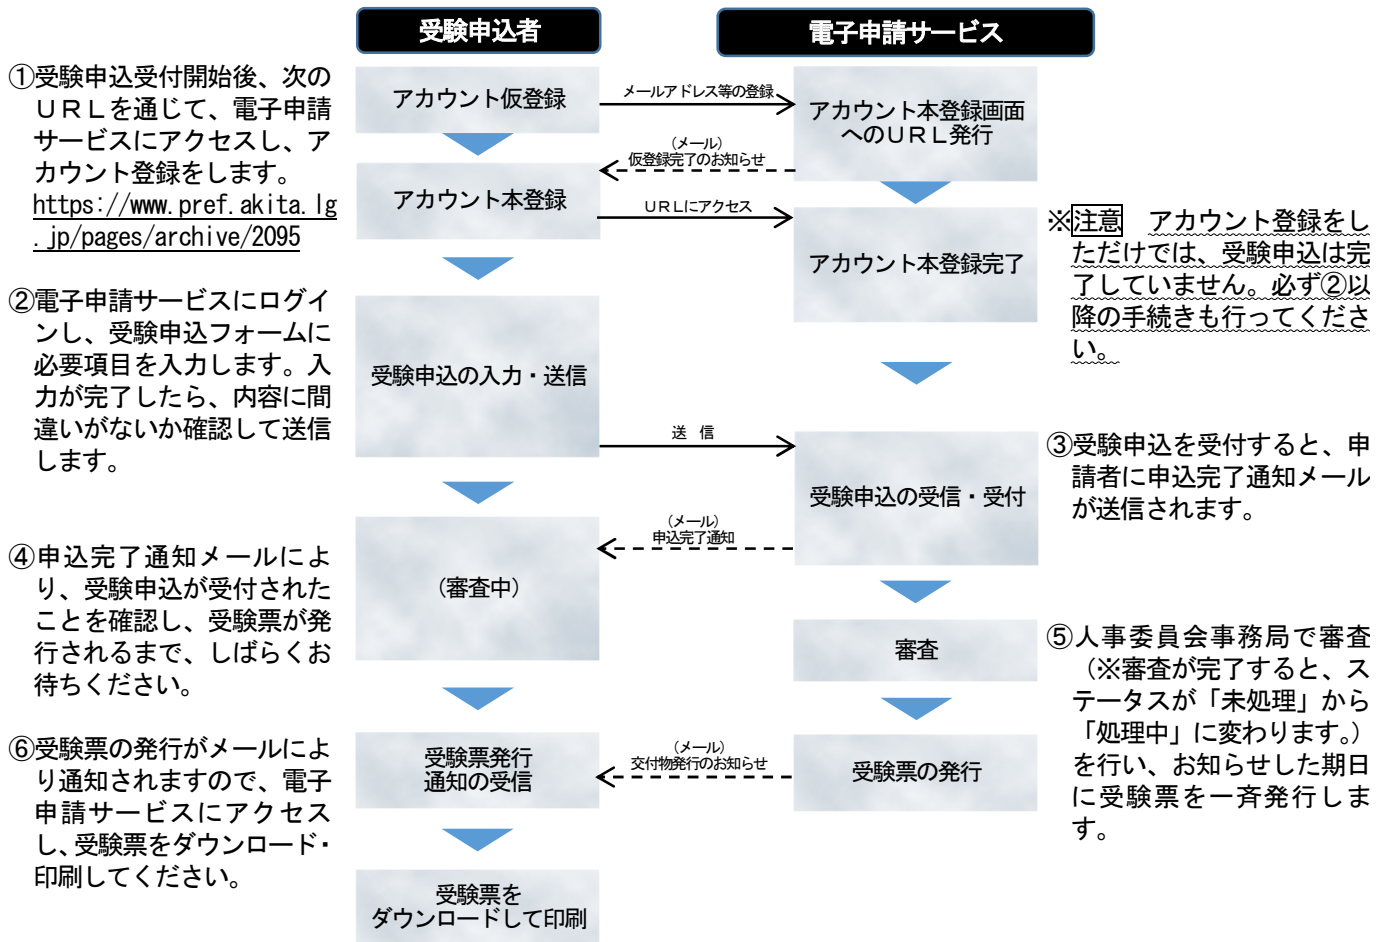 受験申込者
電子申請サービス
①受験申込受付開始後、次の
ＵＲＬを通じて、電子申請
サービスにアクセスし、ア
カウント登録をします。
https://www.pref.akita.lg
.jp/pages/archive/2095
アカウント仮登録
メールアドレス等の登録
アカウント本登録画面
へのＵＲＬ発行
（メール）
仮登録完了のお知らせ
アカウント本登録
ＵＲＬにアクセス
アカウント本登録完了
※注意　アカウント登録をし
ただけでは、受験申込は完
了していません。必ず②以
降の手続きも行ってくださ
い。
②電子申請サービスにログイ
ンし、受験申込フォームに
必要項目を入力します。入
力が完了したら、内容に間
違いがないか確認して送信
します。
受験申込の入力・送信
送　信
受験申込の受信・受付
③受験申込を受付すると、申
請者に申込完了通知メール
が送信されます。
（メール）
申込完了通知
④申込完了通知メールによ
り、受験申込が受付された
ことを確認し、受験票が発
行されるまで、しばらくお
待ちください。
（審査中）
審査
⑤人事委員会事務局で審査
（※審査が完了すると、ス
テータスが「未処理」から
「処理中」に変わります。）
を行い、お知らせした期日
に受験票を一斉発行しま
す。
⑥受験票の発行がメールによ
り通知されますので、電子
申請サービスにアクセス
し、受験票をダウンロード・
印刷してください。
受験票発行
通知の受信
（メール）
交付物発行のお知らせ
受験票の発行
受験票を
ダウンロードして印刷